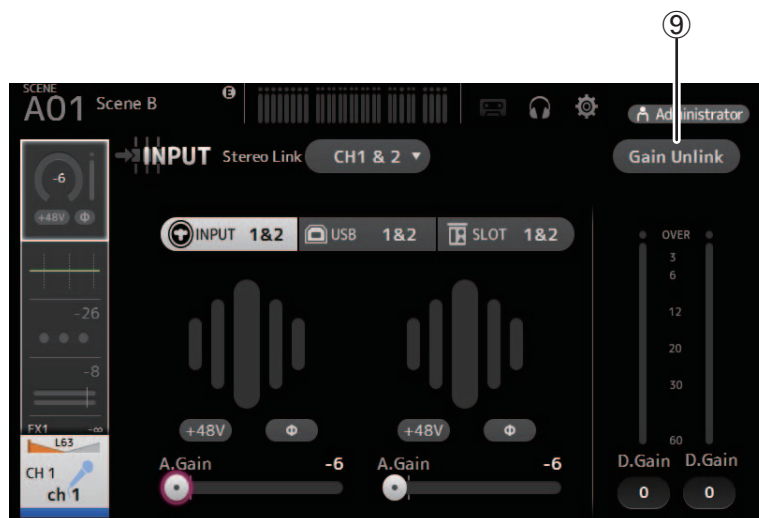 ⑨
SCENE
A01 Scene B E
Administrator
INPUT Stereo Link CH1 & 2 ▼ Gain Unlink
-6
+48V Φ
INPUT 1&2 USB 1&2 SLOT 1&2
OVER
3
6
12
20
30
60
-26
-8
FX1 -∞
L63
CH 1
ch 1
+48V Φ +48V Φ
A.Gain -6 A.Gain -6
D.Gain D.Gain
0 0